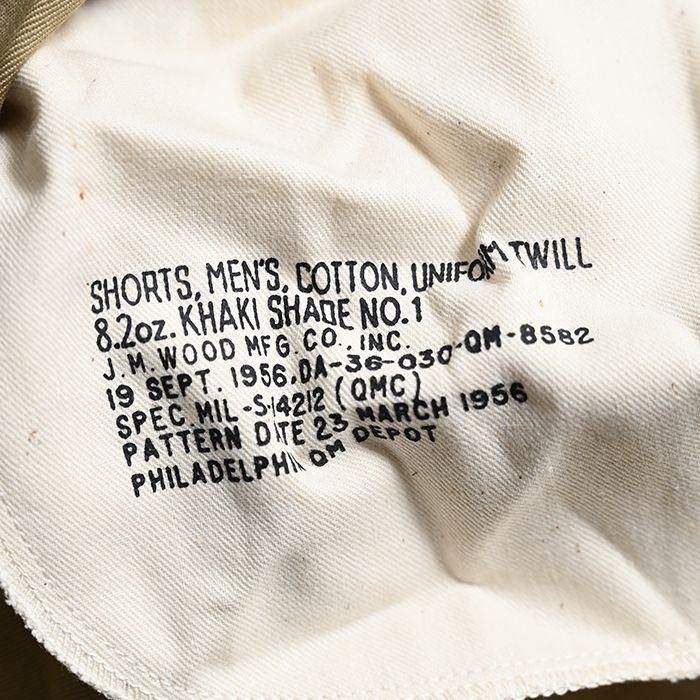 SHORTS, MEN'S, COTTON, UNIFORM TWILL
8.2oz. KHAKI SHADE NO.1
J.M. WOOD MFG. CO., INC.
19 SEPT. 1956, DA-36-030-QM-8582
SPEC. MIL-S-14212 (QMC)
PATTERN DATE 23 MARCH 1956
PHILADELPHIA QM DEPOT